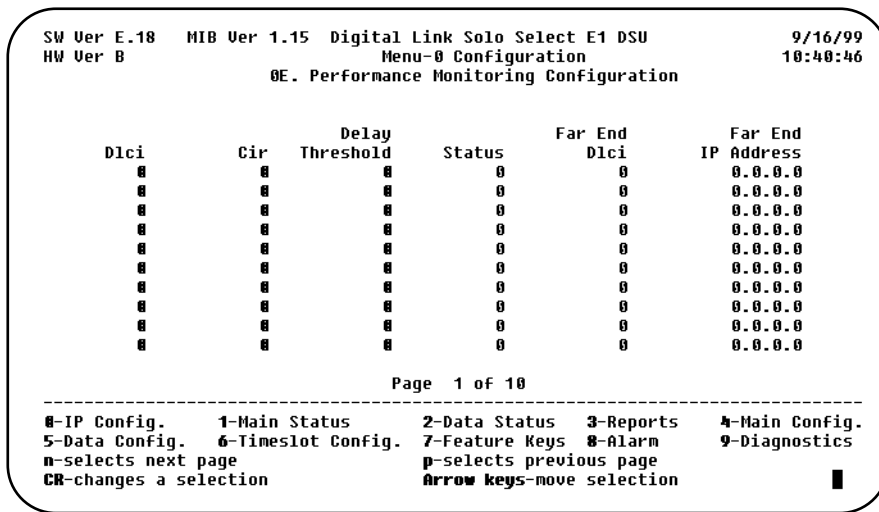 SW Ver E.18 MIB Ver 1.15 Digital Link Solo Select E1 DSU 9/16/99
HW Ver B Menu-0 Configuration 10:40:46
0E. Performance Monitoring Configuration
Delay Far End Far End
Dlci Cir Threshold Status Dlci IP Address
0 0 0 0 0 0.0.0.0
0 0 0 0 0 0.0.0.0
0 0 0 0 0 0.0.0.0
0 0 0 0 0 0.0.0.0
0 0 0 0 0 0.0.0.0
0 0 0 0 0 0.0.0.0
0 0 0 0 0 0.0.0.0
0 0 0 0 0 0.0.0.0
0 0 0 0 0 0.0.0.0
0 0 0 0 0 0.0.0.0
Page 1 of 10
0-IP Config. 1-Main Status 2-Data Status 3-Reports 4-Main Config.
5-Data Config. 6-Timeslot Config. 7-Feature Keys 8-Alarm 9-Diagnostics
n-selects next page p-selects previous page
CR-changes a selection Arrow keys-move selection